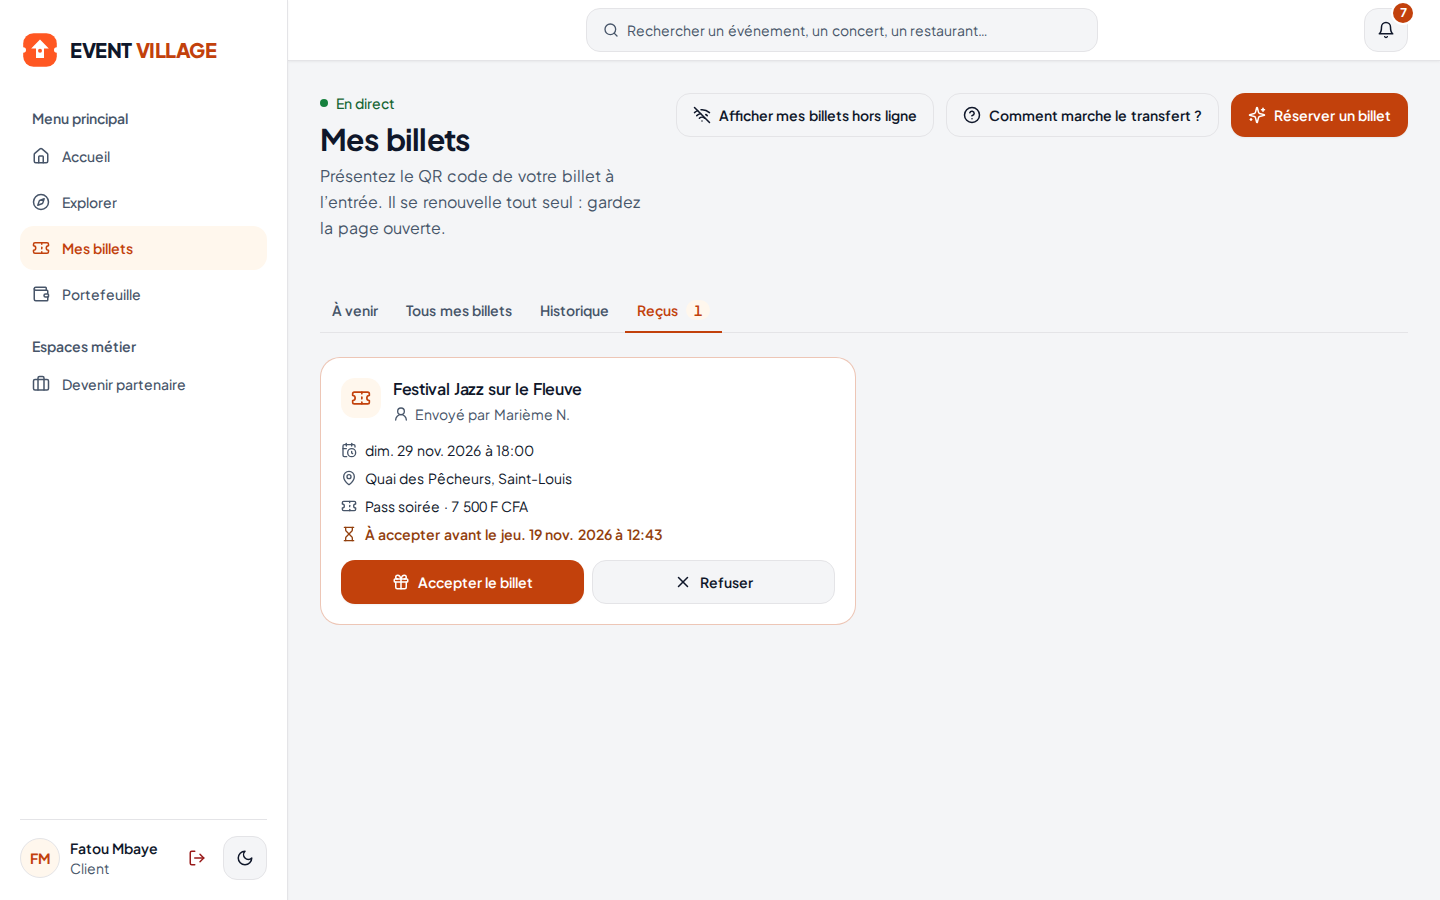 EVENT VILLAGE
Menu principal
Accueil
Explorer
Mes billets
Portefeuille
Espaces métier
Devenir partenaire
FM
Fatou Mbaye
Client
Rechercher un événement, un concert, un restaurant…
7
En direct
Mes billets
Présentez le QR code de votre billet à
l’entrée. Il se renouvelle tout seul : gardez
la page ouverte.
Afficher mes billets hors ligne
Comment marche le transfert ?
Réserver un billet
À venir
Tous mes billets
Historique
Reçus 1
Festival Jazz sur le Fleuve
Envoyé par Marième N.
dim. 29 nov. 2026 à 18:00
Quai des Pêcheurs, Saint-Louis
Pass soirée · 7 500 F CFA
À accepter avant le jeu. 19 nov. 2026 à 12:43
Accepter le billet
Refuser